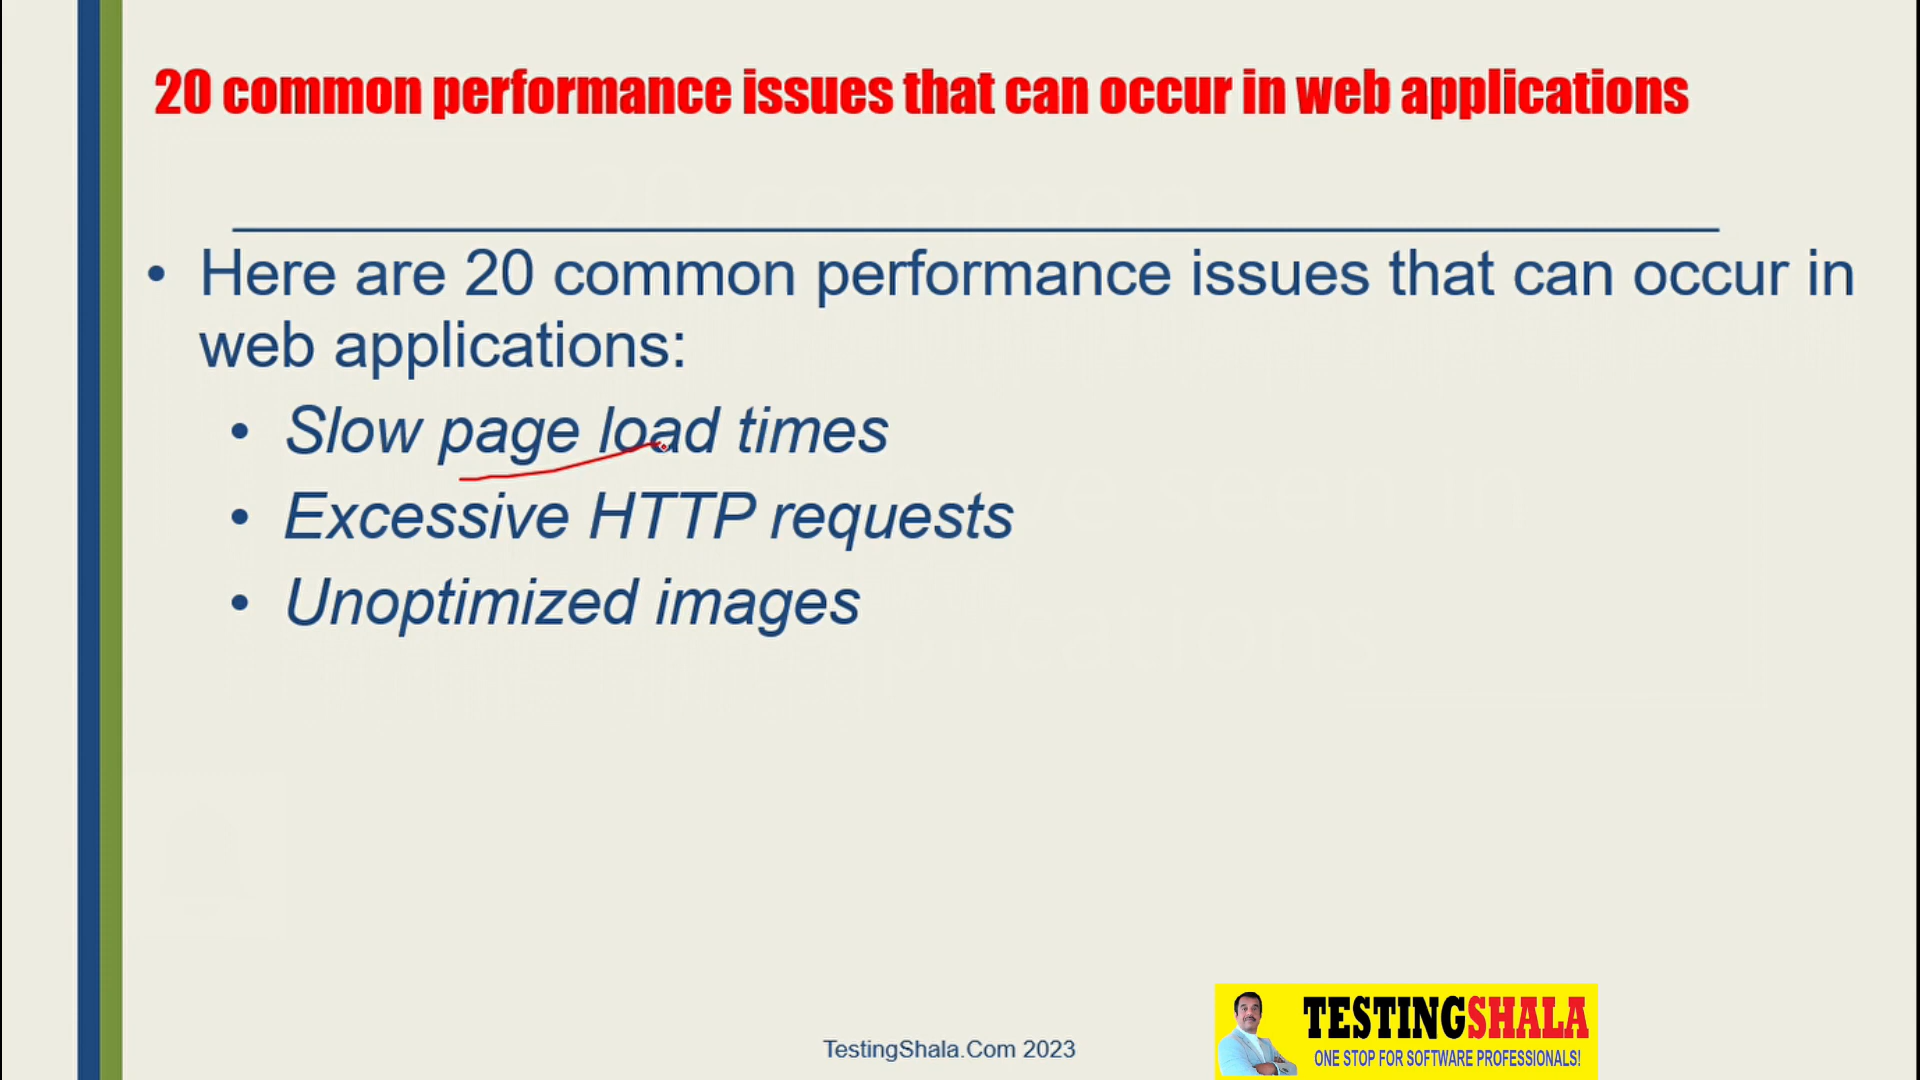 20 common performance issues that can occur in web applications
• Here are 20 common performance issues that can occur in
web applications:
• Slow page load times
• Excessive HTTP requests
• Unoptimized images
TestingShala.Com 2023
TESTINGSHALA
ONE STOP FOR SOFTWARE PROFESSIONALS!